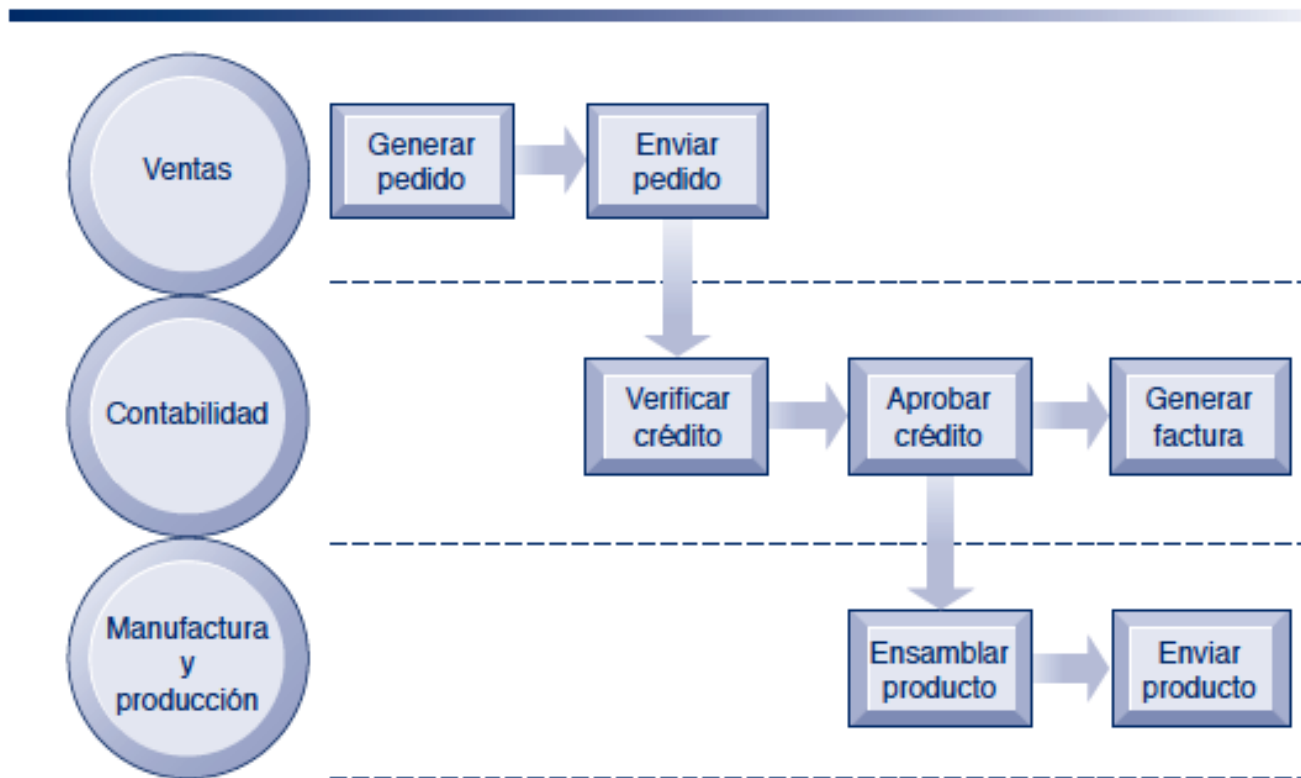 Ventas
Generar
pedido
Enviar
pedido
Contabilidad
Verificar
crédito
Aprobar
crédito
Generar
factura
Manufactura
y
producción
Ensamblar
producto
Enviar
producto